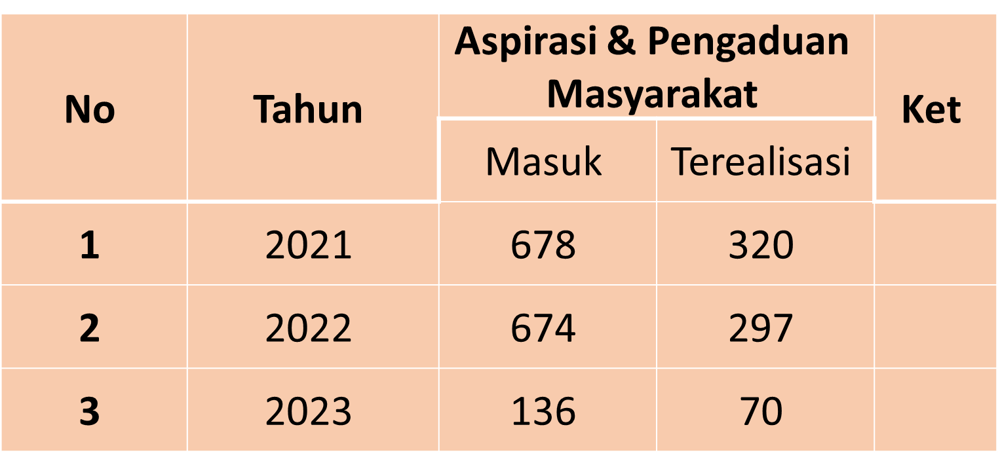 No Tahun Aspirasi & Pengaduan Masyarakat Ket
Masuk Terealisasi
1 2021 678 320
2 2022 674 297
3 2023 136 70